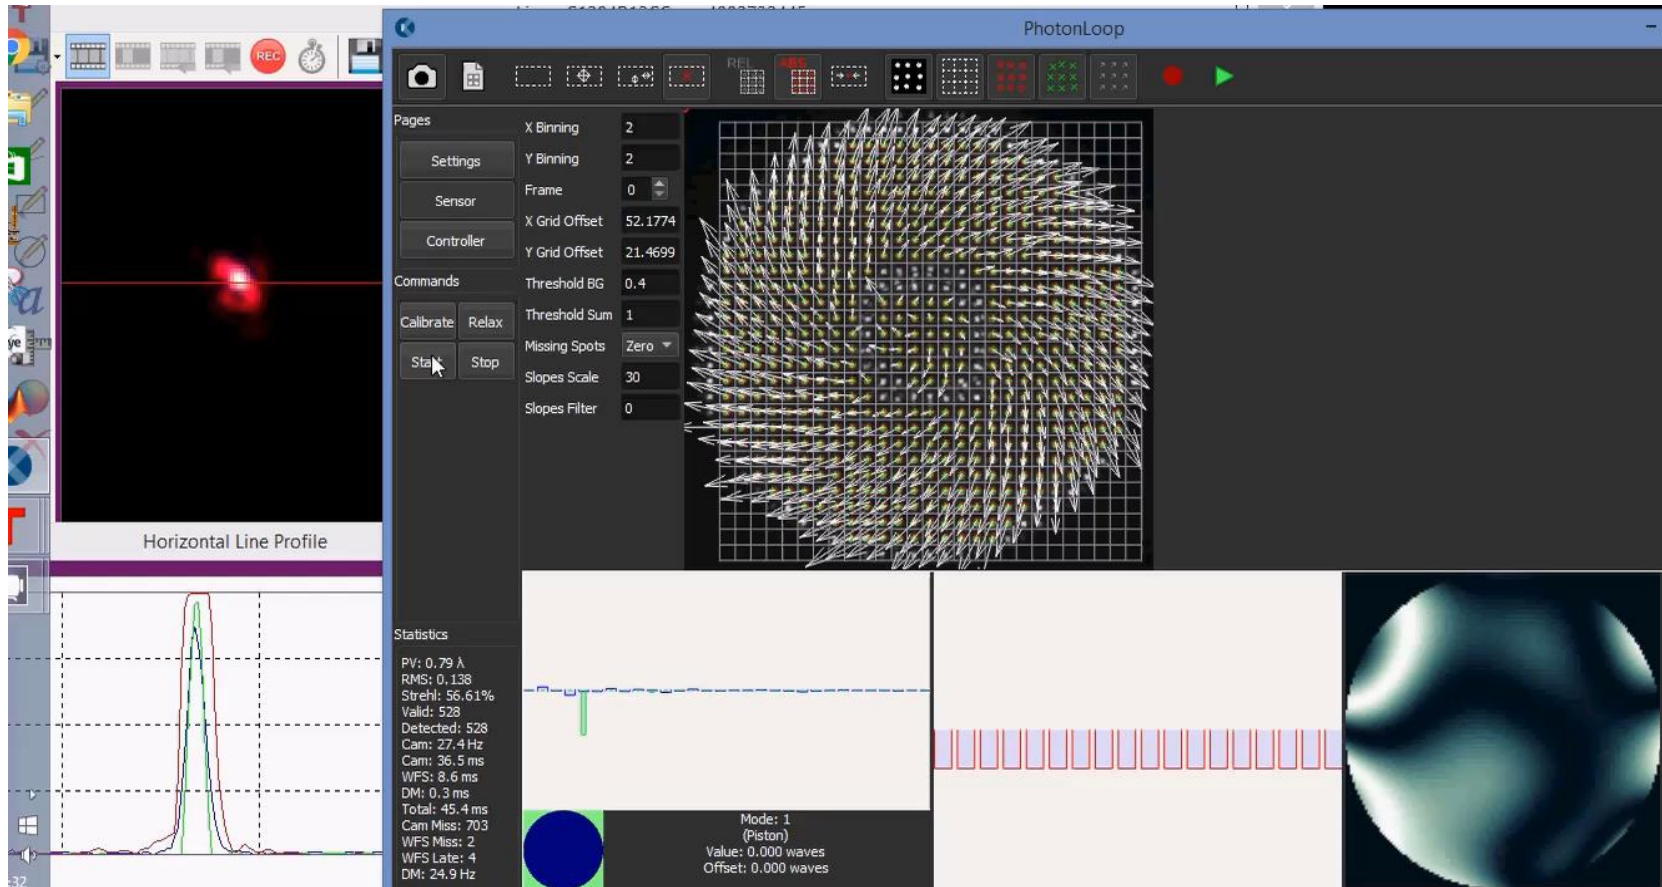 PhotonLoop
REC
REL
ABS
Pages
Settings
Sensor
Controller
Commands
Calibrate Relax
Start Stop
X Binning 2
Y Binning 2
Frame 0
X Grid Offset 52.1774
Y Grid Offset 21.4699
Threshold BG 0.4
Threshold Sum 1
Missing Spots Zero
Slopes Scale 30
Slopes Filter 0
Horizontal Line Profile
Statistics
PV: 0.79 λ
RMS: 0.138
Strehl: 56.61%
Valid: 528
Detected: 528
Cam: 27.4 Hz
Cam: 36.5 ms
WFS: 8.6 ms
DM: 0.3 ms
Total: 45.4 ms
Cam Miss: 703
WFS Miss: 2
WFS Late: 4
DM: 24.9 Hz
Mode: 1
(Piston)
Value: 0.000 waves
Offset: 0.000 waves